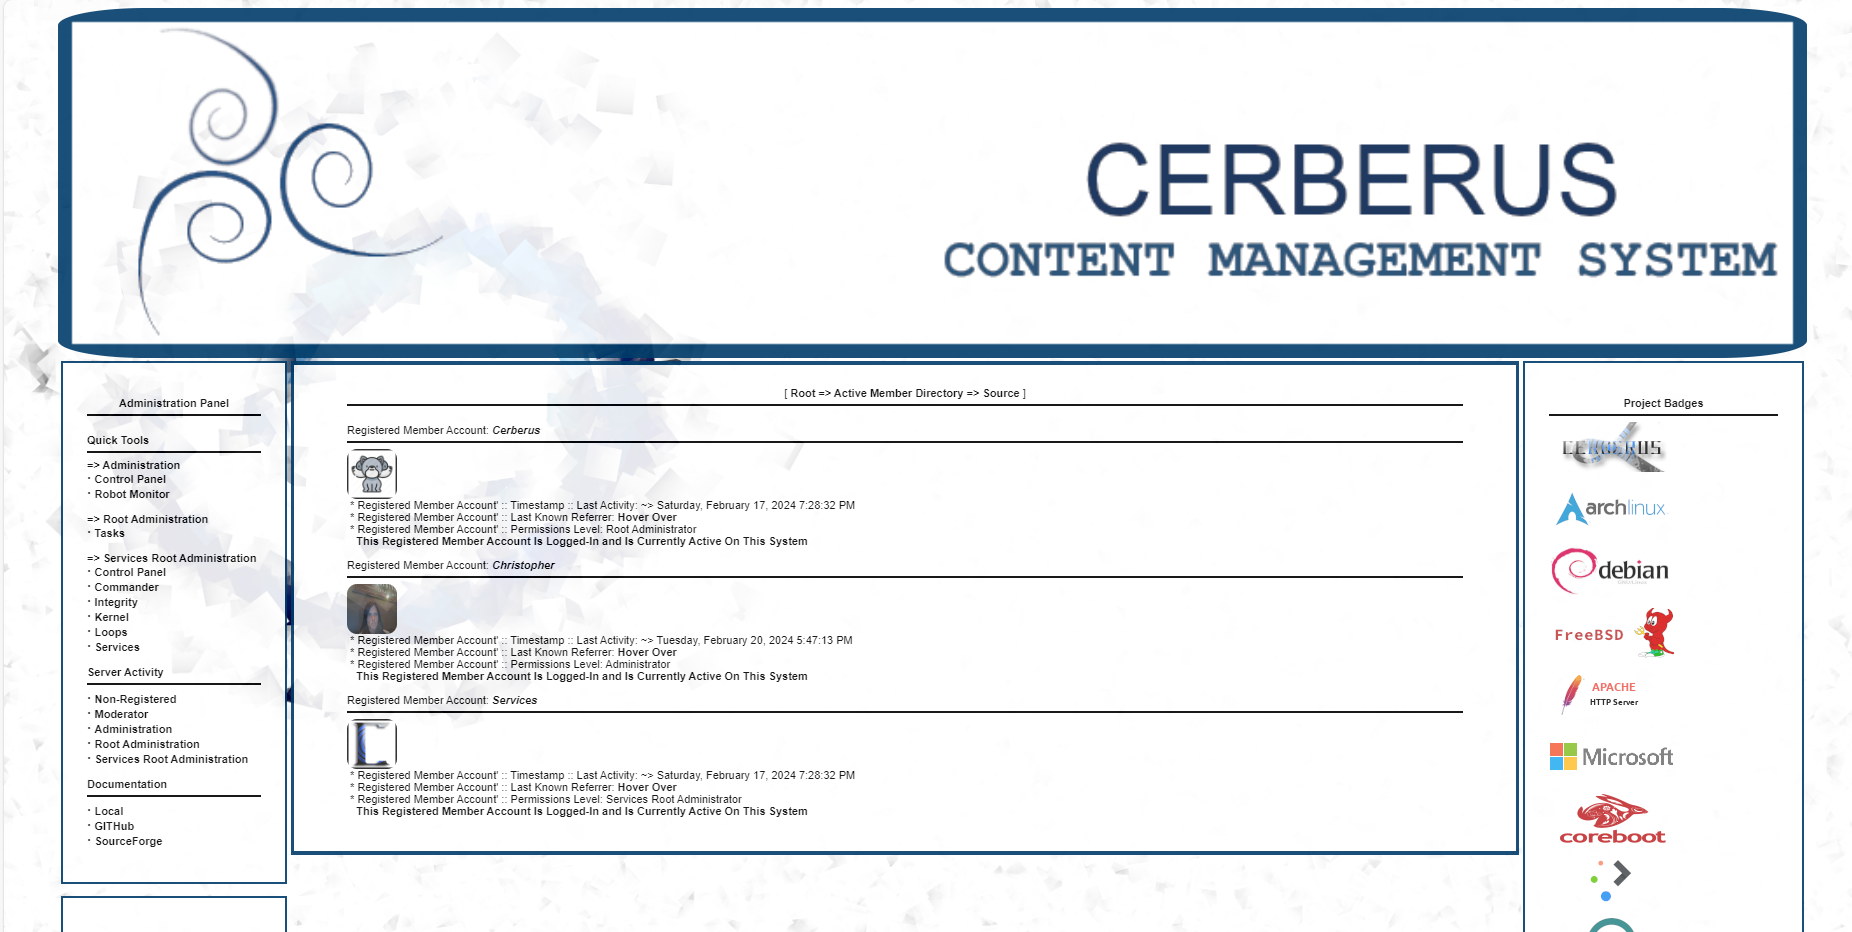 CERBERUS
CONTENT MANAGEMENT SYSTEM
Administration Panel
Quick Tools
=> Administration
· Control Panel
· Robot Monitor
=> Root Administration
· Tasks
=> Services Root Administration
· Control Panel
· Commander
· Integrity
· Kernel
· Loops
· Services
Server Activity
· Non-Registered
· Moderator
· Administration
· Root Administration
· Services Root Administration
Documentation
· Local
· GITHub
· SourceForge
[ Root => Active Member Directory => Source ]
Registered Member Account: Cerberus
* Registered Member Account' :: Timestamp :: Last Activity: ~> Saturday, February 17, 2024 7:28:32 PM
* Registered Member Account' :: Last Known Referrer: Hover Over
* Registered Member Account' :: Permissions Level: Root Administrator
This Registered Member Account Is Logged-In and Is Currently Active On This System
Registered Member Account: Christopher
* Registered Member Account' :: Timestamp :: Last Activity: ~> Tuesday, February 20, 2024 5:47:13 PM
* Registered Member Account' :: Last Known Referrer: Hover Over
* Registered Member Account' :: Permissions Level: Administrator
This Registered Member Account Is Logged-In and Is Currently Active On This System
Registered Member Account: Services
* Registered Member Account' :: Timestamp :: Last Activity: ~> Saturday, February 17, 2024 7:28:32 PM
* Registered Member Account' :: Last Known Referrer: Hover Over
* Registered Member Account' :: Permissions Level: Services Root Administrator
This Registered Member Account Is Logged-In and Is Currently Active On This System
Project Badges
CERBERUS
archlinux
debian
FreeBSD
APACHE
HTTP Server
Microsoft
coreboot